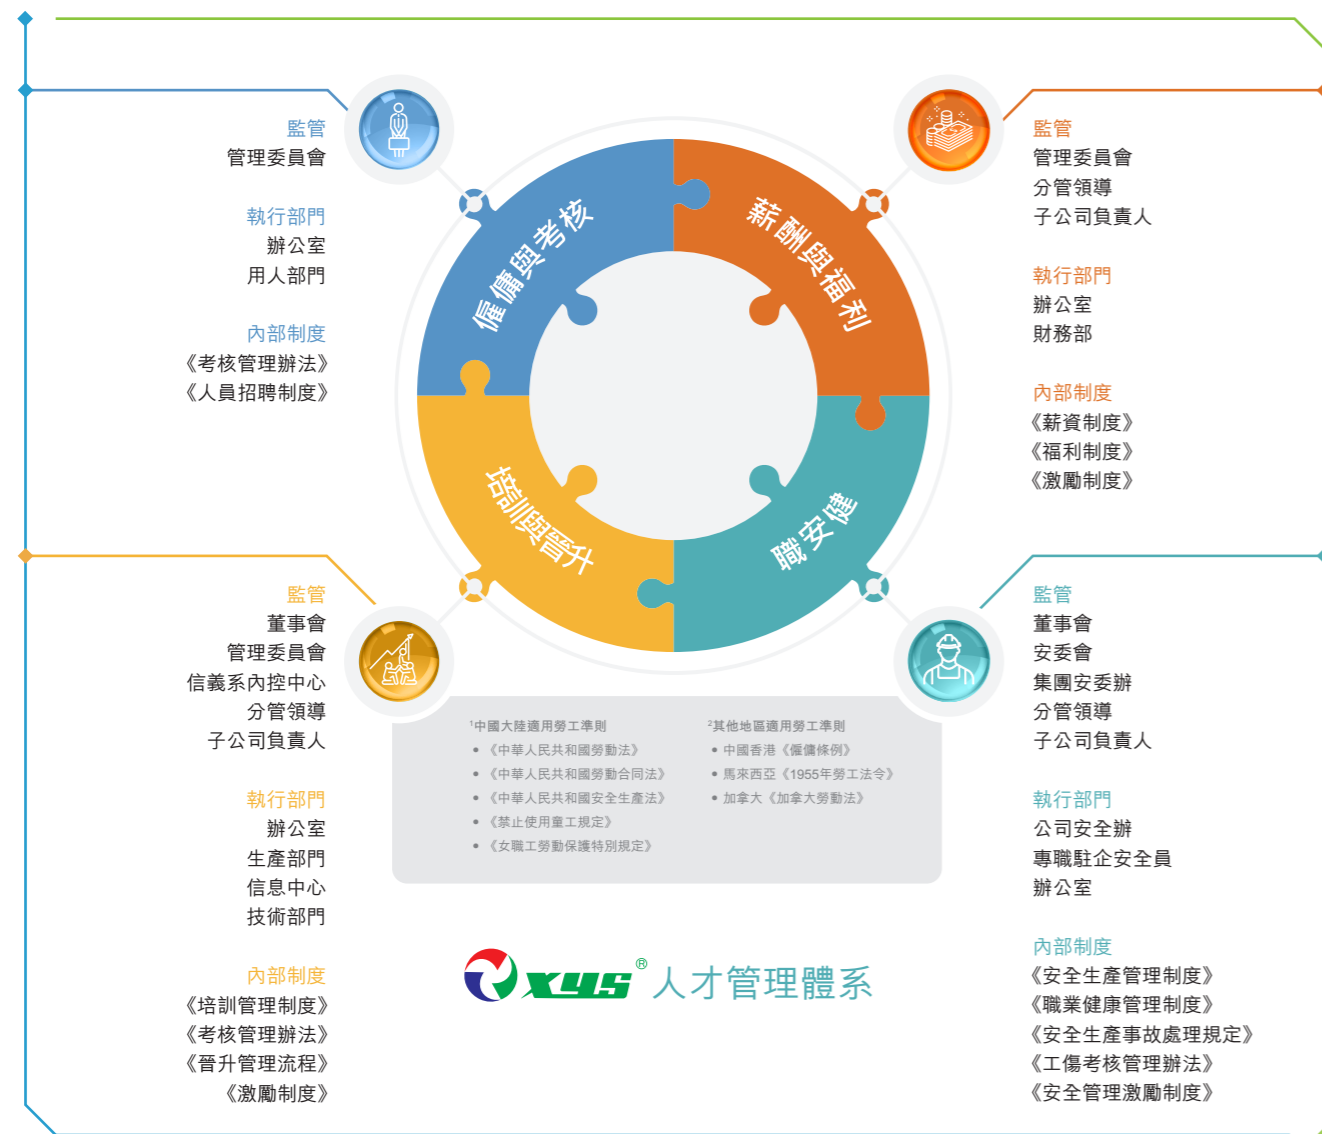 監管
管理委員會
執行部門
辦公室
用人部門
內部制度
《考核管理辦法》
《人員招聘制度》
僱傭與考核
薪酬與福利
培訓與晉升
職安健
監管
管理委員會
分管領導
子公司負責人
執行部門
辦公室
財務部
內部制度
《薪資制度》
《福利制度》
《激勵制度》
監管
董事會
管理委員會
信義系內控中心
分管領導
子公司負責人
執行部門
辦公室
生產部門
信息中心
技術部門
內部制度
《培訓管理制度》
《考核管理辦法》
《晉升管理流程》
《激勵制度》
¹中國大陸適用勞工準則
• 《中華人民共和國勞動法》
• 《中華人民共和國勞動合同法》
• 《中華人民共和國安全生產法》
• 《禁止使用童工規定》
• 《女職工勞動保護特別規定》
²其他地區適用勞工準則
• 中國香港《僱傭條例》
• 馬來西亞《1955年勞工法令》
• 加拿大《加拿大勞動法》
xys® 人才管理體系
監管
董事會
安委會
集團安委辦
分管領導
子公司負責人
執行部門
公司安全辦
專職駐企安全員
辦公室
內部制度
《安全生產管理制度》
《職業健康管理制度》
《安全生產事故處理規定》
《工傷考核管理辦法》
《安全管理激勵制度》